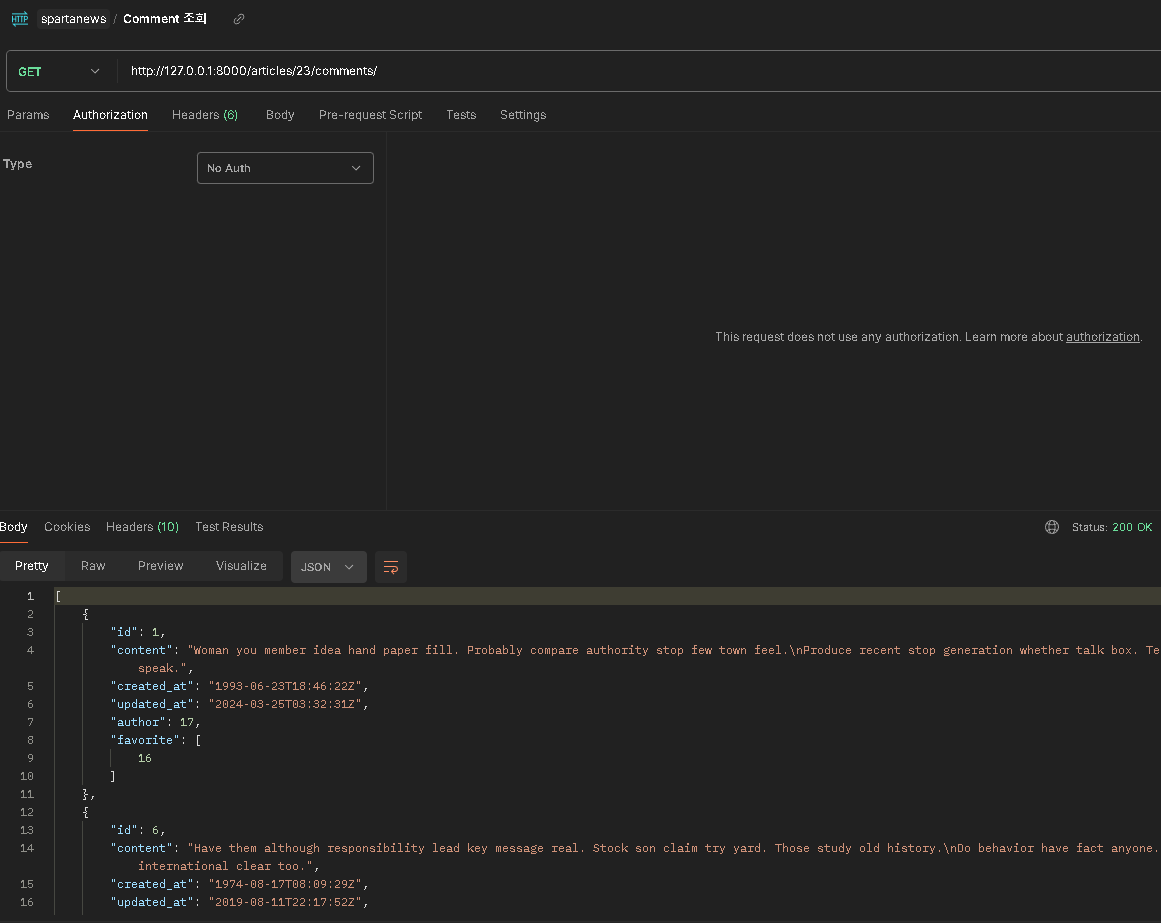 HTTP spartanews / Comment 조회
GET http://127.0.0.1:8000/articles/23/comments/
Params Authorization Headers (6) Body Pre-request Script Tests Settings
Type No Auth
This request does not use any authorization. Learn more about authorization.
Body Cookies Headers (10) Test Results Status: 200 OK
Pretty Raw Preview Visualize JSON
1 [
2 {
3 "id": 1,
4 "content": "Woman you member idea hand paper fill. Probably compare authority stop few town feel.\nProduce recent stop generation whether talk box. Te
speak.",
5 "created_at": "1993-06-23T18:46:22Z",
6 "updated_at": "2024-03-25T03:32:31Z",
7 "author": 17,
8 "favorite": [
9 16
10 ]
11 },
12 {
13 "id": 6,
14 "content": "Have them although responsibility lead key message real. Stock son claim try yard. Those study old history.\nDo behavior have fact anyone.
international clear too.",
15 "created_at": "1974-08-17T08:09:29Z",
16 "updated_at": "2019-08-11T22:17:52Z",